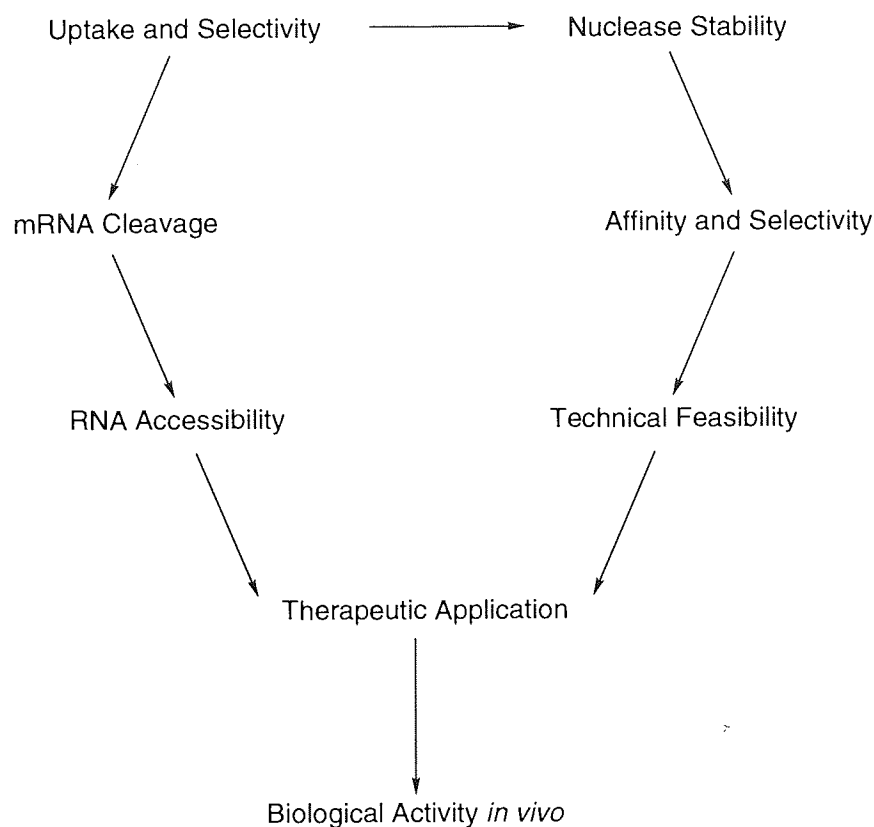 Uptake and Selectivity
Nuclease Stability
mRNA Cleavage
Affinity and Selectivity
RNA Accessibility
Technical Feasibility
Therapeutic Application
Biological Activity in vivo